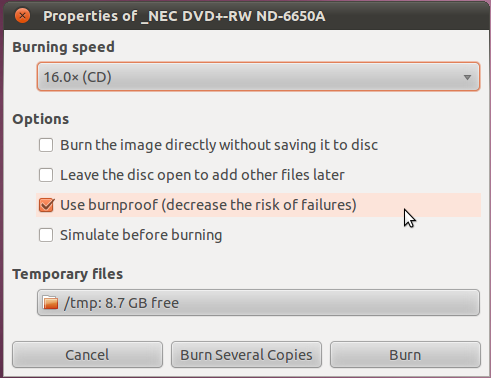 Properties of _NEC DVD+-RW ND-6650A
Burning speed
16.0× (CD)
Options
Burn the image directly without saving it to disc
Leave the disc open to add other files later
Use burnproof (decrease the risk of failures)
Simulate before burning
Temporary files
/tmp: 8.7 GB free
Cancel
Burn Several Copies
Burn